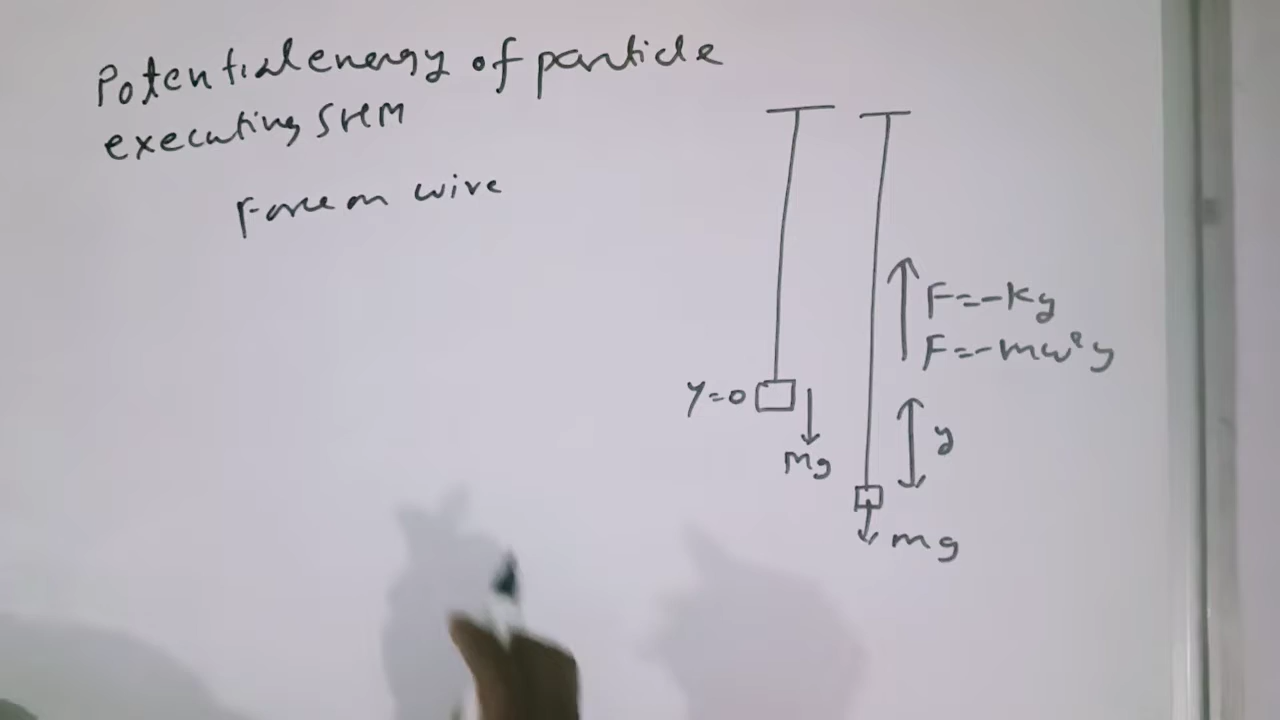 Potential energy of particle
executing SHM
Force on wire
F=-Ky
F=-mω²y
y=0
y
Mg
mg